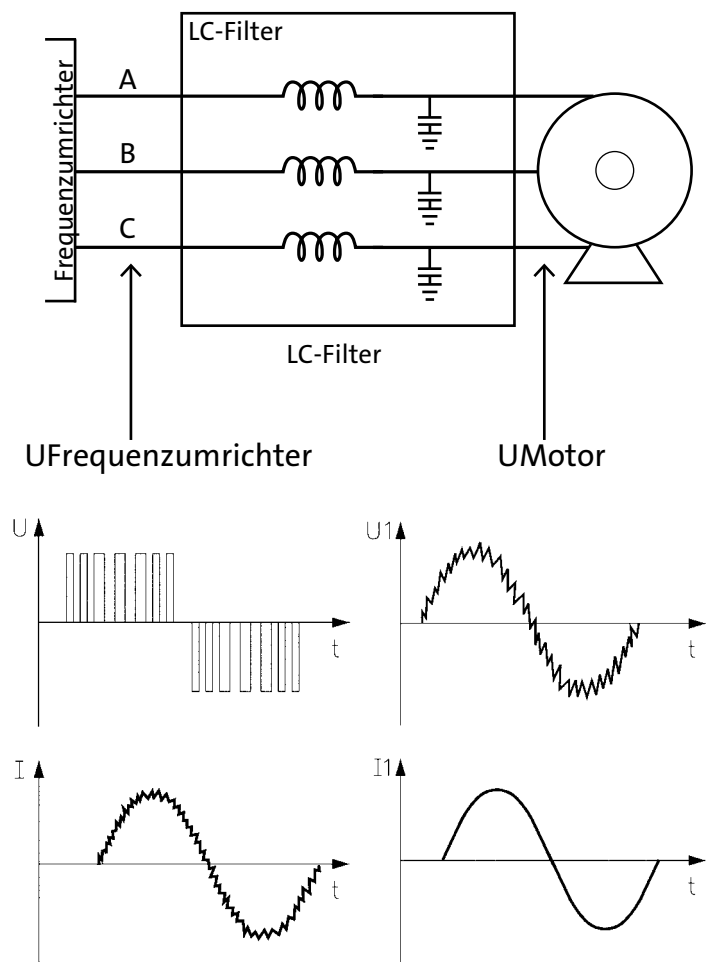 LC-Filter
A
Frequenzumrichter
B
C
LC-Filter
UFrequenzumrichter
UMotor
U
t
U1
t
I
t
I1
t